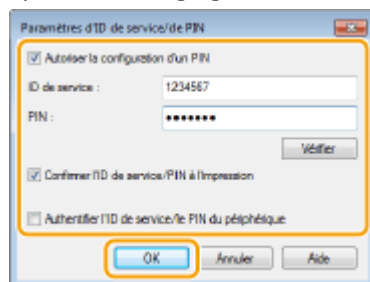 Paramètres d'ID de service/de PIN
Autoriser la configuration d'un PIN
ID de service : 1234567
PIN : •••••••
Vérifier
Confirmer l'ID de service/PIN à l'impression
Authentifier l'ID de service/le PIN du périphérique
OK Annuler Aide